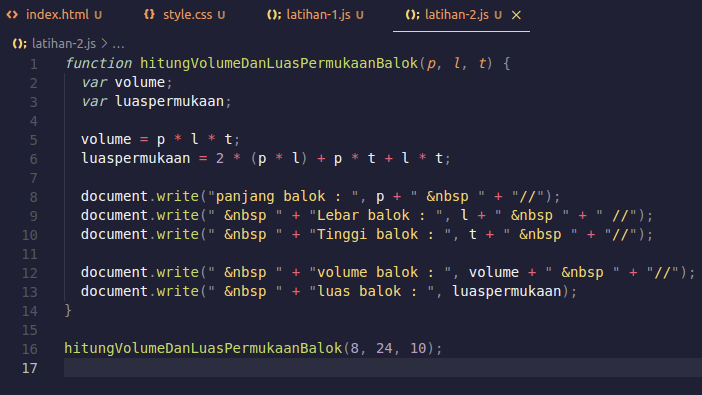 index.html U style.css U latihan-1.js U latihan-2.js U
latihan-2.js > ...
1 function hitungVolumeDanLuasPermukaanBalok(p, l, t) {
2 var volume;
3 var luaspermukaan;
4
5 volume = p * l * t;
6 luaspermukaan = 2 * (p * l) + p * t + l * t;
7
8 document.write("panjang balok : ", p + " &nbsp " + "//");
9 document.write(" &nbsp " + "Lebar balok : ", l + " &nbsp " + " //");
10 document.write(" &nbsp " + "Tinggi balok : ", t + " &nbsp " + "//");
11
12 document.write(" &nbsp " + "volume balok : ", volume + " &nbsp " + "//");
13 document.write(" &nbsp " + "luas balok : ", luaspermukaan);
14 }
15
16 hitungVolumeDanLuasPermukaanBalok(8, 24, 10);
17